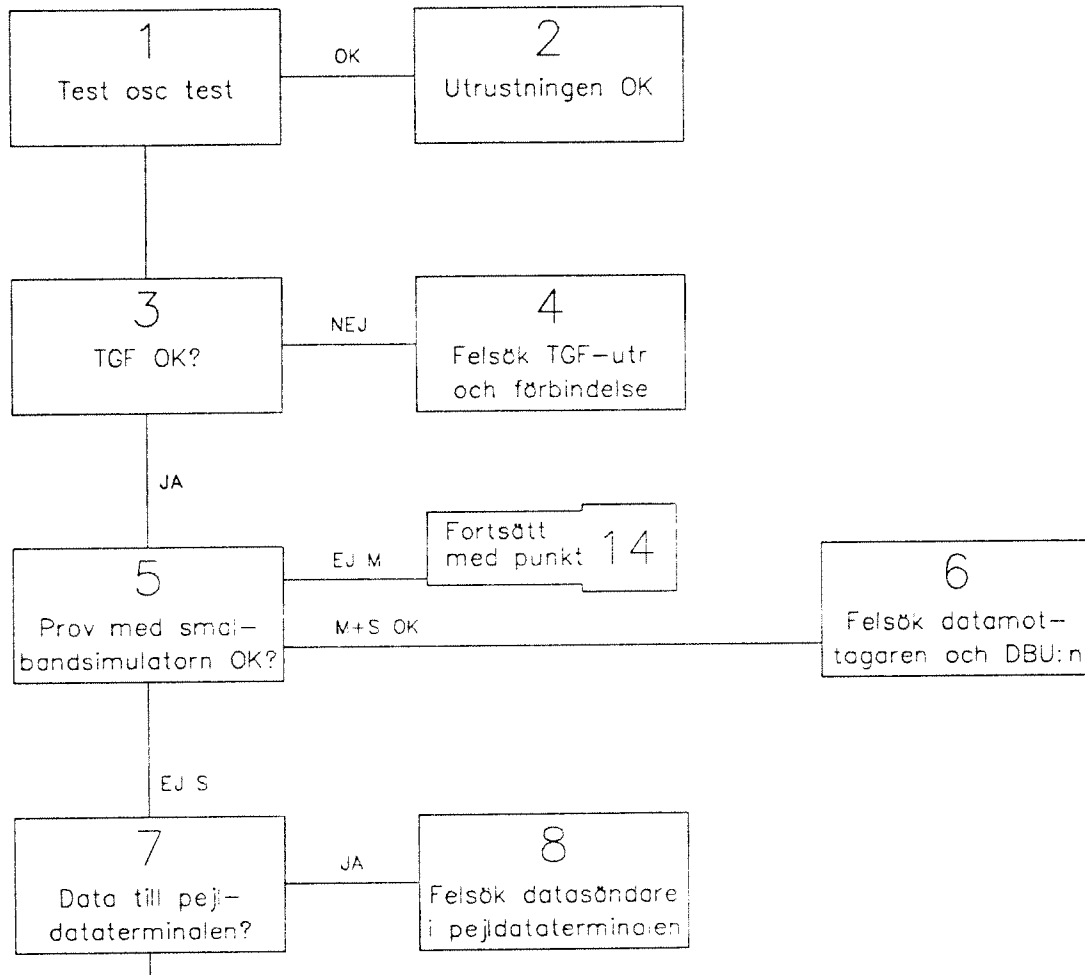 1
Test osc test
OK
2
Utrustningen OK
3
TGF OK?
NEJ
4
Felsök TGF-utr
och förbindelse
JA
5
Prov med smal-
bandsimulatorn OK?
EJ M
Fortsätt
med punkt 14
M+S OK
6
Felsök datamot-
tagaren och DBU:n
EJ S
7
Data till pejl-
dataterminalen?
JA
8
Felsök datasändare
i pejldataterminalen